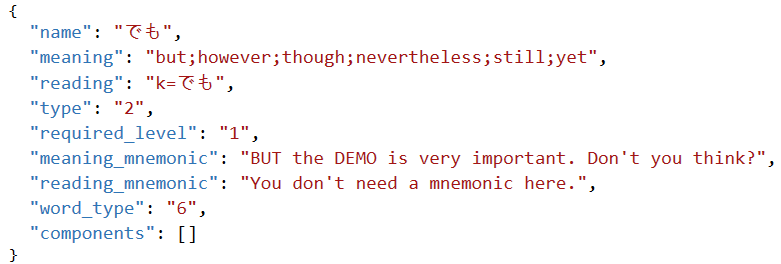 {
"name": "でも",
"meaning": "but;however;though;nevertheless;still;yet",
"reading": "k=でも",
"type": "2",
"required_level": "1",
"meaning_mnemonic": "BUT the DEMO is very important. Don't you think?",
"reading_mnemonic": "You don't need a mnemonic here.",
"word_type": "6",
"components": []
}